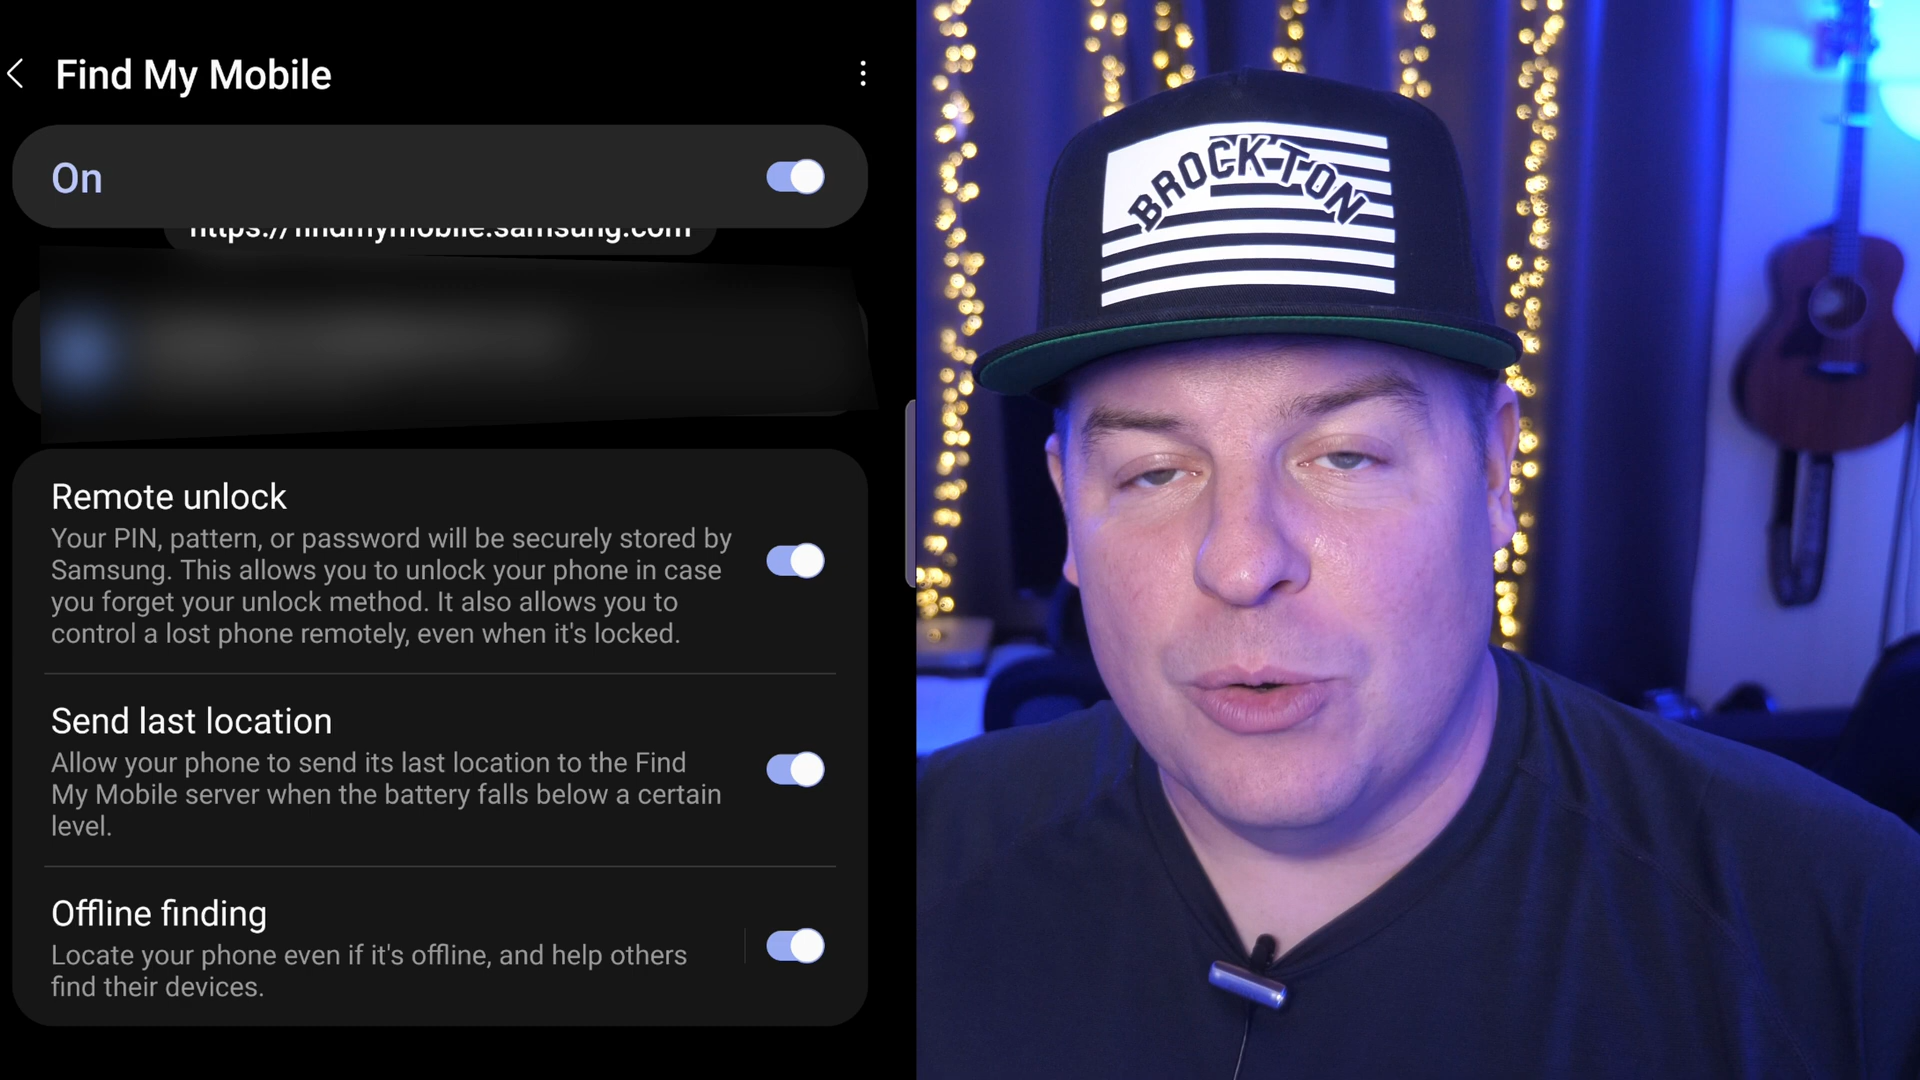 Find My Mobile
On
https://findmymobile.samsung.com
Remote unlock
Your PIN, pattern, or password will be securely stored by
Samsung. This allows you to unlock your phone in case
you forget your unlock method. It also allows you to
control a lost phone remotely, even when it's locked.
Send last location
Allow your phone to send its last location to the Find
My Mobile server when the battery falls below a certain
level.
Offline finding
Locate your phone even if it's offline, and help others
find their devices.
BROCK-TON